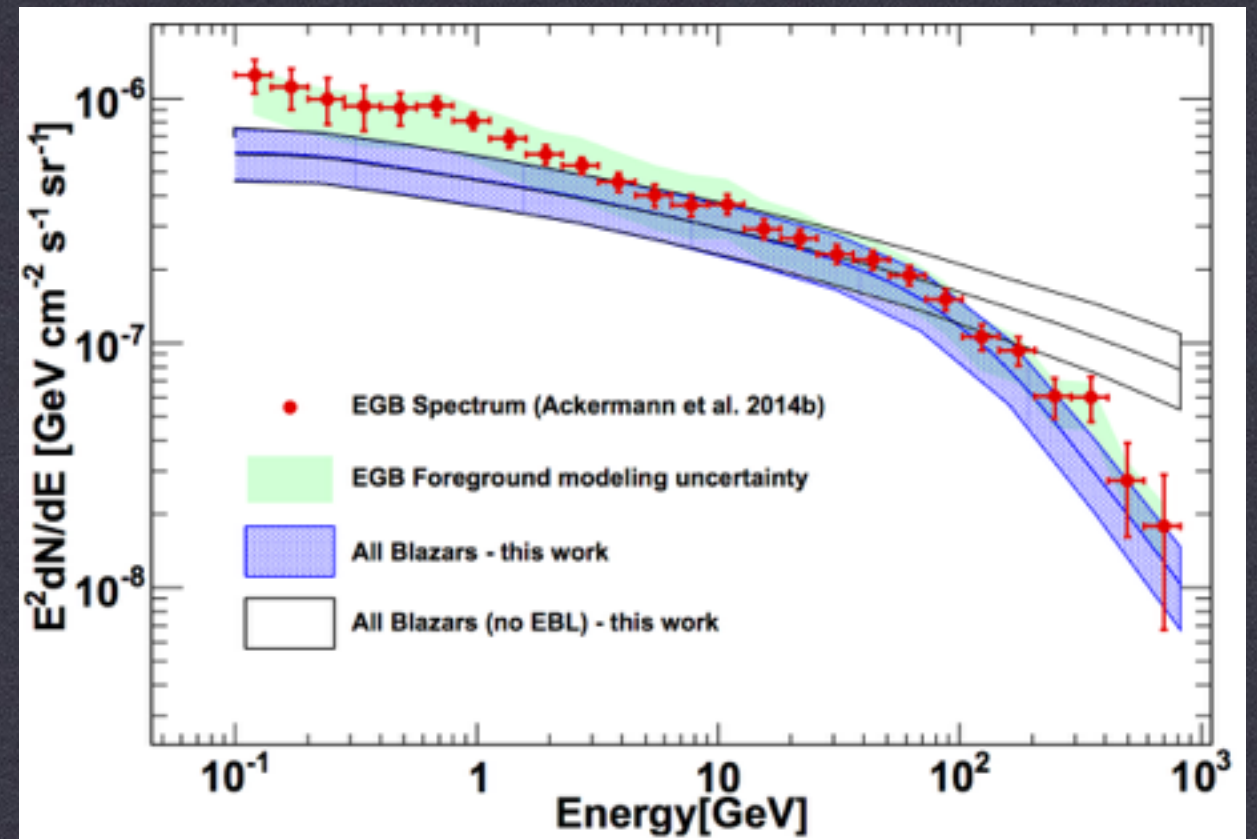 10⁻⁶
10⁻⁷
10⁻⁸
E²dN/dE [GeV cm⁻² s⁻¹ sr⁻¹]
EGB Spectrum (Ackermann et al. 2014b)
EGB Foreground modeling uncertainty
All Blazars - this work
All Blazars (no EBL) - this work
10⁻¹ 1 10 10² 10³
Energy[GeV]